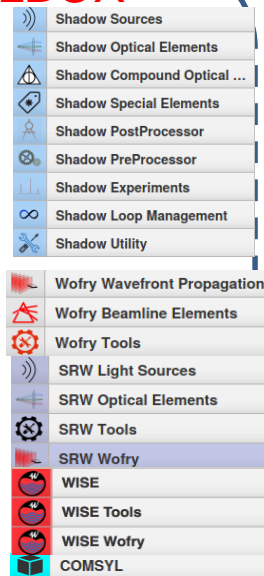 Shadow Sources
Shadow Optical Elements
Shadow Compound Optical ...
Shadow Special Elements
Shadow PostProcessor
Shadow PreProcessor
Shadow Experiments
Shadow Loop Management
Shadow Utility
Wofry Wavefront Propagation
Wofry Beamline Elements
Wofry Tools
SRW Light Sources
SRW Optical Elements
SRW Tools
SRW Wofry
WISE
WISE Tools
WISE Wofry
COMSYL